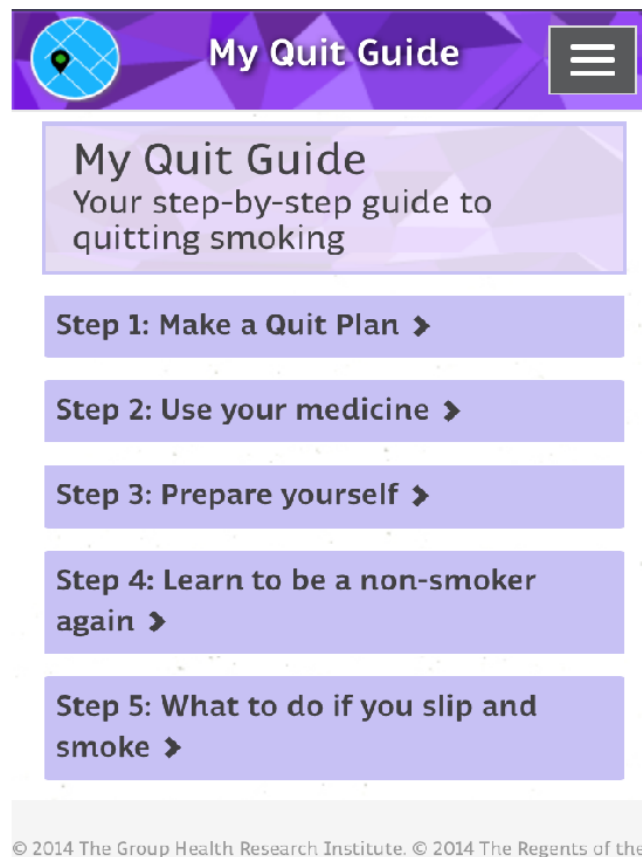 My Quit Guide
My Quit Guide
Your step-by-step guide to
quitting smoking
Step 1: Make a Quit Plan
Step 2: Use your medicine
Step 3: Prepare yourself
Step 4: Learn to be a non-smoker
again
Step 5: What to do if you slip and
smoke
© 2014 The Group Health Research Institute. © 2014 The Regents of the